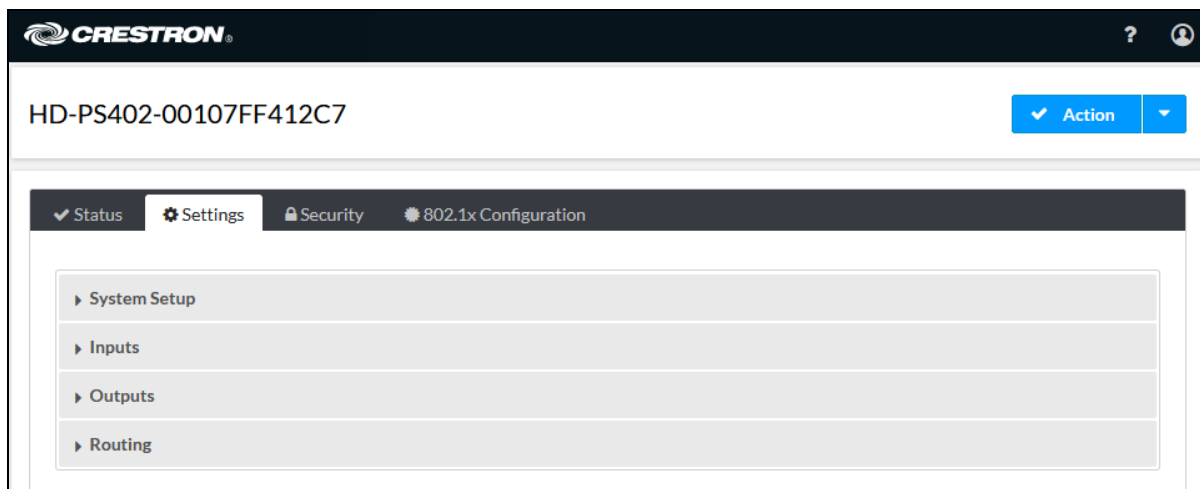 CRESTRON®
?
HD-PS402-00107FF412C7
Action
Status Settings Security 802.1x Configuration
System Setup
Inputs
Outputs
Routing